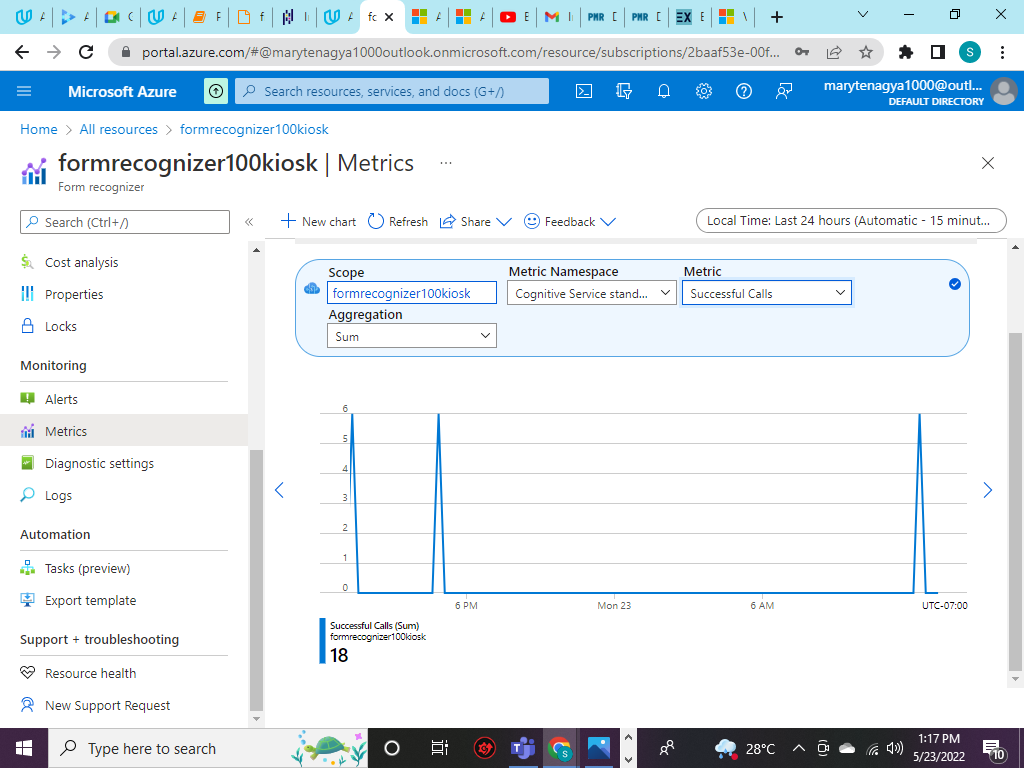 portal.azure.com/#@marytenagya1000outlook.onmicrosoft.com/resource/subscriptions/2baaf53e-00f...
S
Microsoft Azure
Search resources, services, and docs (G+/)
marytenagya1000@outl...
DEFAULT DIRECTORY
Home > All resources > formrecognizer100kiosk
formrecognizer100kiosk | Metrics ...
Form recognizer
Search (Ctrl+/)
«
New chart
Refresh
Share
Feedback
Local Time: Last 24 hours (Automatic - 15 minut...
Cost analysis
Properties
Locks
Monitoring
Alerts
Metrics
Diagnostic settings
Logs
Automation
Tasks (preview)
Export template
Support + troubleshooting
Resource health
New Support Request
Scope
formrecognizer100kiosk
Metric Namespace
Cognitive Service stand...
Metric
Successful Calls
Aggregation
Sum
6
5
4
3
2
1
0
6 PM
Mon 23
6 AM
UTC-07:00
Successful Calls (Sum)
formrecognizer100kiosk
18
Type here to search
28°C
1:17 PM
5/23/2022
10